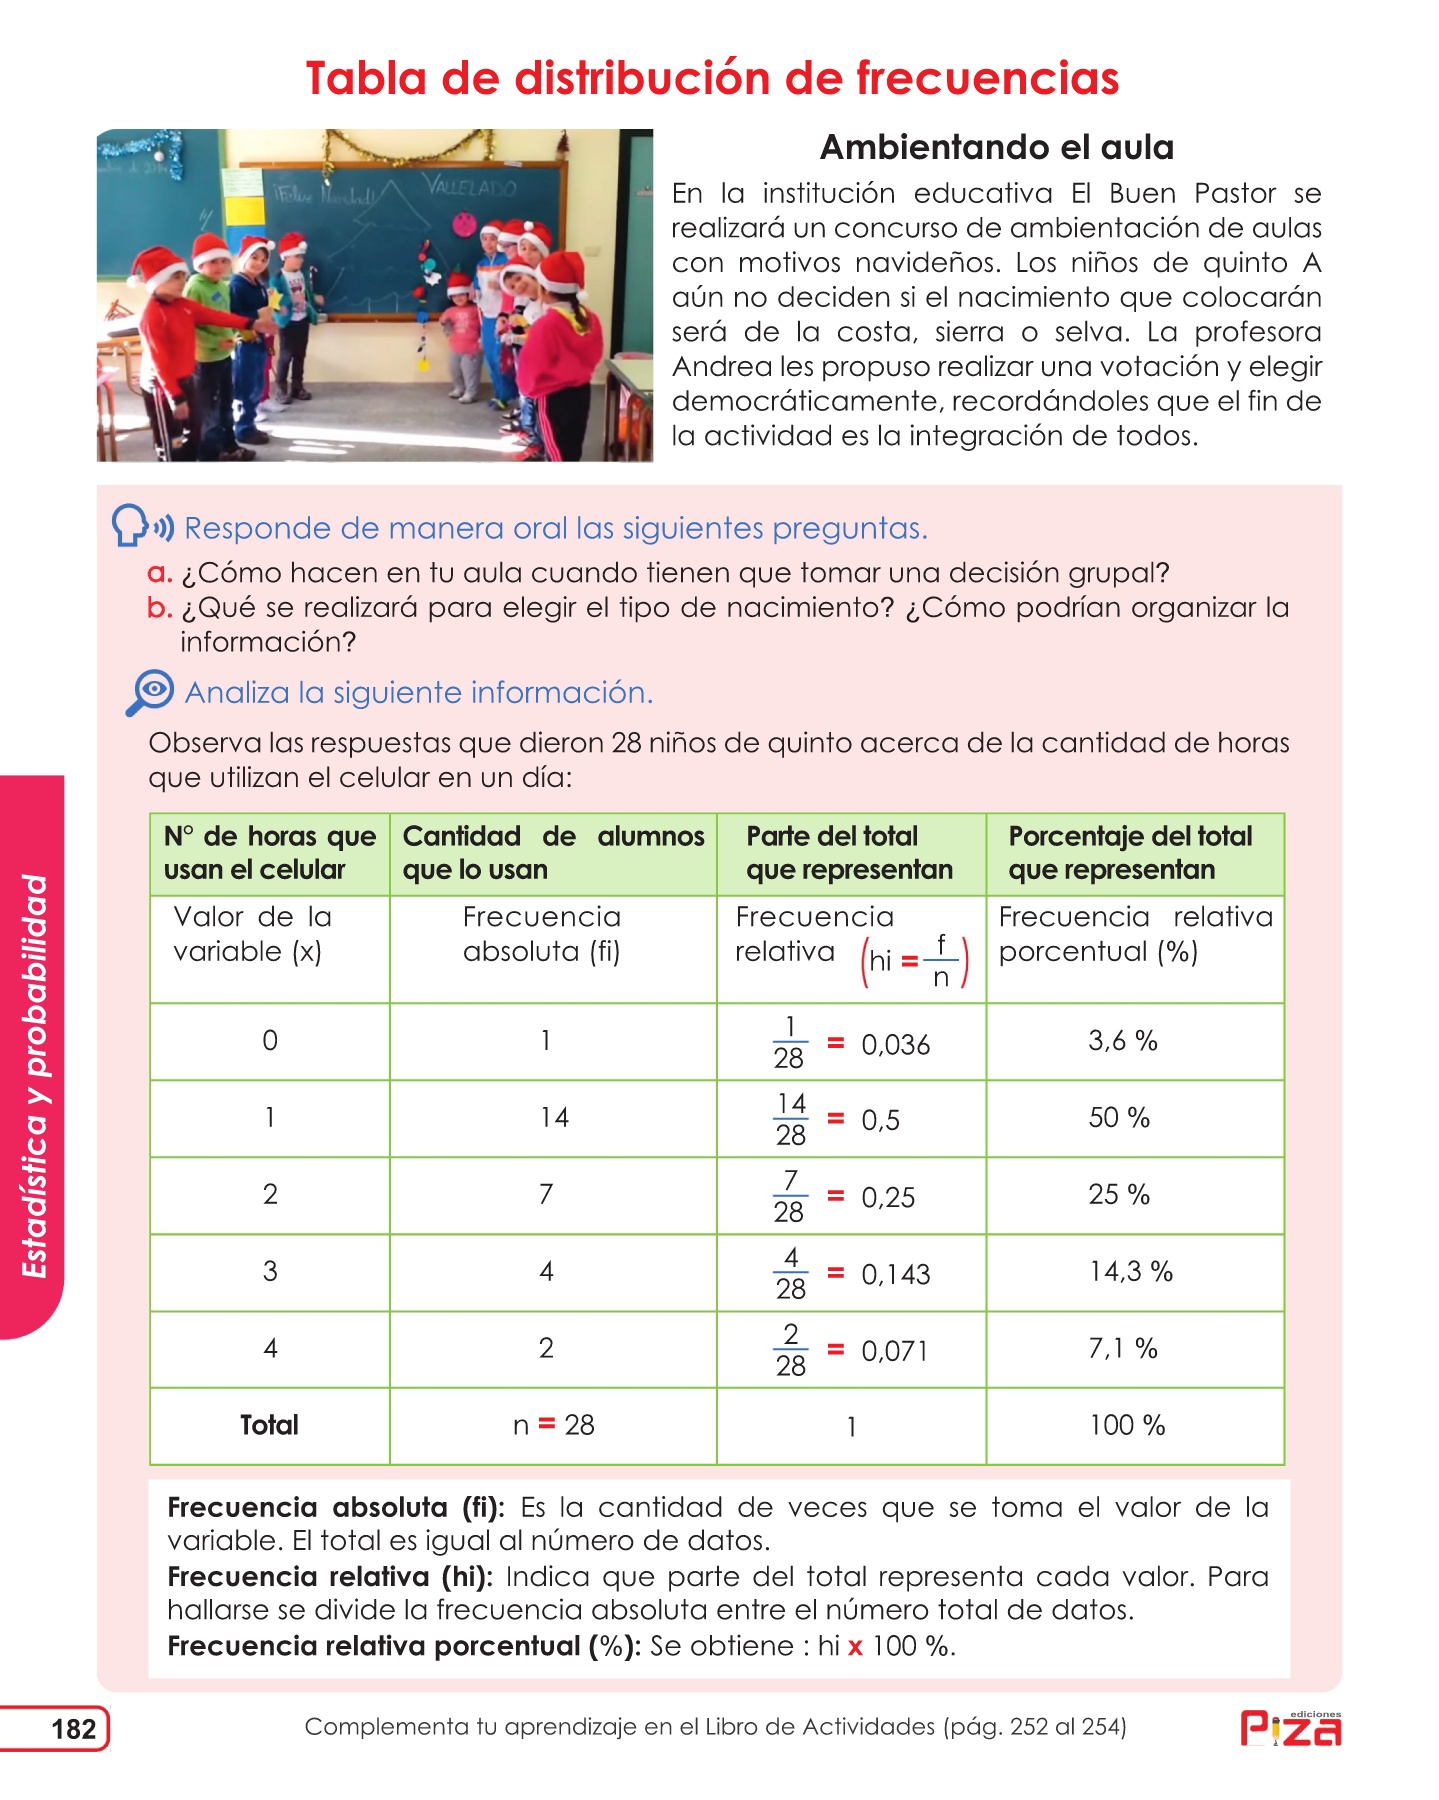 Tabla de distribución de frecuencias
¡Feliz Navidad!
VALLELADO
Ambientando el aula
En la institución educativa El Buen Pastor se
realizará un concurso de ambientación de aulas
con motivos navideños. Los niños de quinto A
aún no deciden si el nacimiento que colocarán
será de la costa, sierra o selva. La profesora
Andrea les propuso realizar una votación y elegir
democráticamente, recordándoles que el fin de
la actividad es la integración de todos.
Responde de manera oral las siguientes preguntas.
a. ¿Cómo hacen en tu aula cuando tienen que tomar una decisión grupal?
b. ¿Qué se realizará para elegir el tipo de nacimiento? ¿Cómo podrían organizar la
información?
Analiza la siguiente información.
Observa las respuestas que dieron 28 niños de quinto acerca de la cantidad de horas
que utilizan el celular en un día:
N° de horas que usan el celular | Cantidad de alumnos que lo usan | Parte del total que representan | Porcentaje del total que representan
Valor de la variable (x) | Frecuencia absoluta (fi) | Frecuencia relativa (hi = f/n) | Frecuencia relativa porcentual (%)
0 | 1 | 1/28 = 0,036 | 3,6 %
1 | 14 | 14/28 = 0,5 | 50 %
2 | 7 | 7/28 = 0,25 | 25 %
3 | 4 | 4/28 = 0,143 | 14,3 %
4 | 2 | 2/28 = 0,071 | 7,1 %
Total | n = 28 | 1 | 100 %
Frecuencia absoluta (fi): Es la cantidad de veces que se toma el valor de la
variable. El total es igual al número de datos.
Frecuencia relativa (hi): Indica que parte del total representa cada valor. Para
hallarse se divide la frecuencia absoluta entre el número total de datos.
Frecuencia relativa porcentual (%): Se obtiene : hi x 100 %.
Estadística y probabilidad
182
Complementa tu aprendizaje en el Libro de Actividades (pág. 252 al 254)
ediciones
Piza